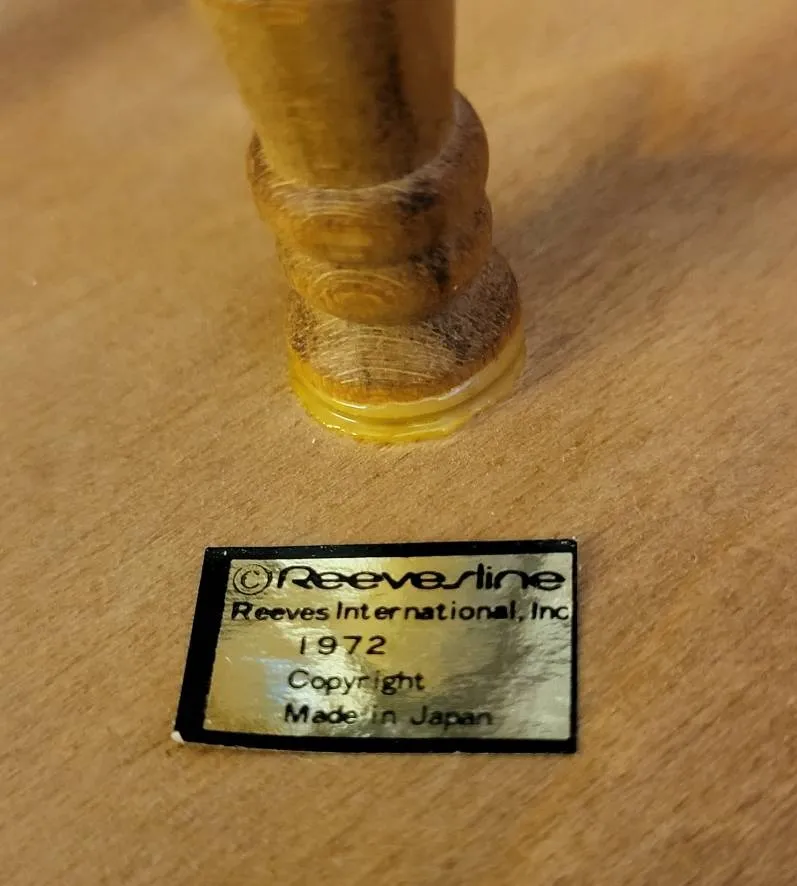 © Reevesline
Reeves International, Inc
1972
Copyright
Made in Japan